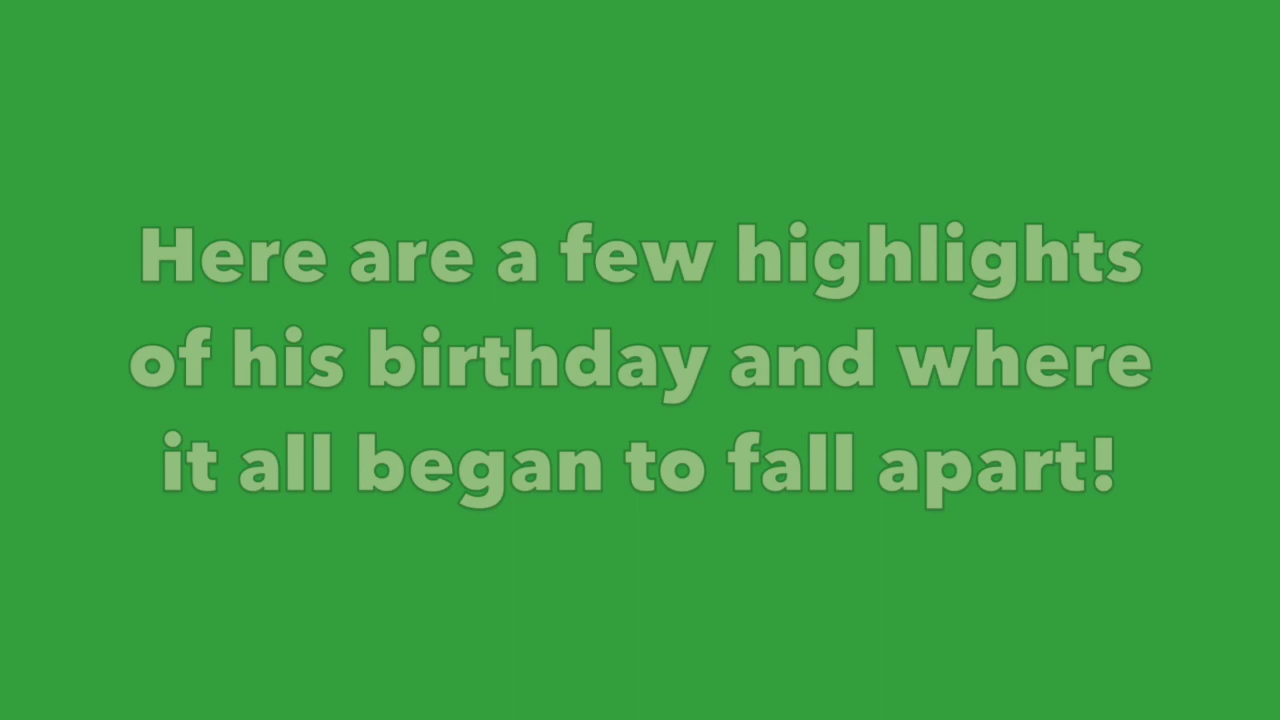 Here are a few highlights
of his birthday and where
it all began to fall apart!